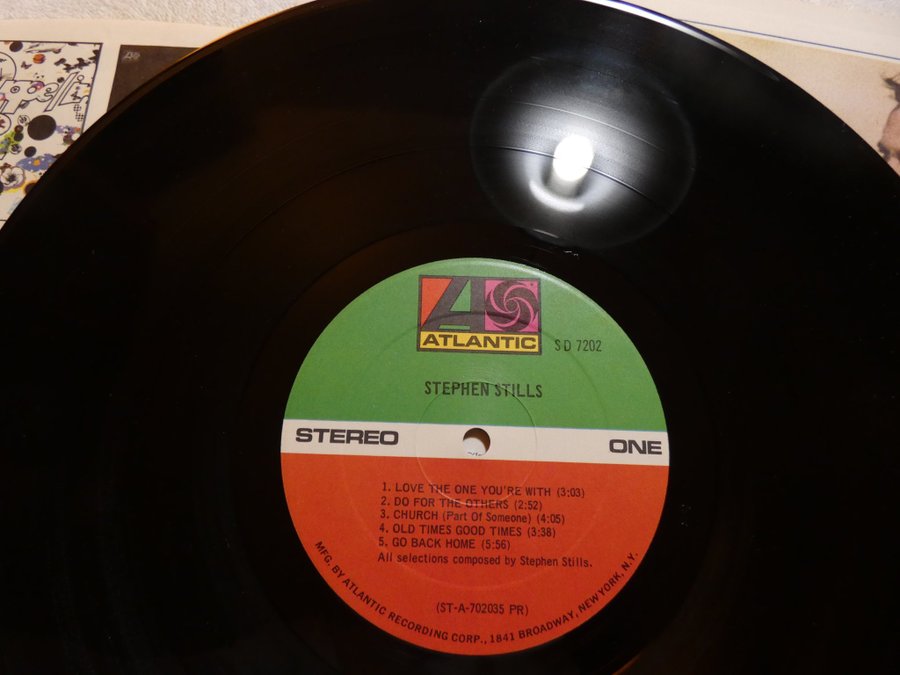 ATLANTIC
SD 7202
STEPHEN STILLS
STEREO
ONE
1. LOVE THE ONE YOU'RE WITH (3:03)
2. DO FOR THE OTHERS (2:52)
3. CHURCH (Part Of Someone) (4:05)
4. OLD TIMES GOOD TIMES (3:38)
5. GO BACK HOME (5:56)
All selections composed by Stephen Stills.
(ST-A-702035 PR)
MFG. BY ATLANTIC RECORDING CORP., 1841 BROADWAY, NEW YORK, N.Y.